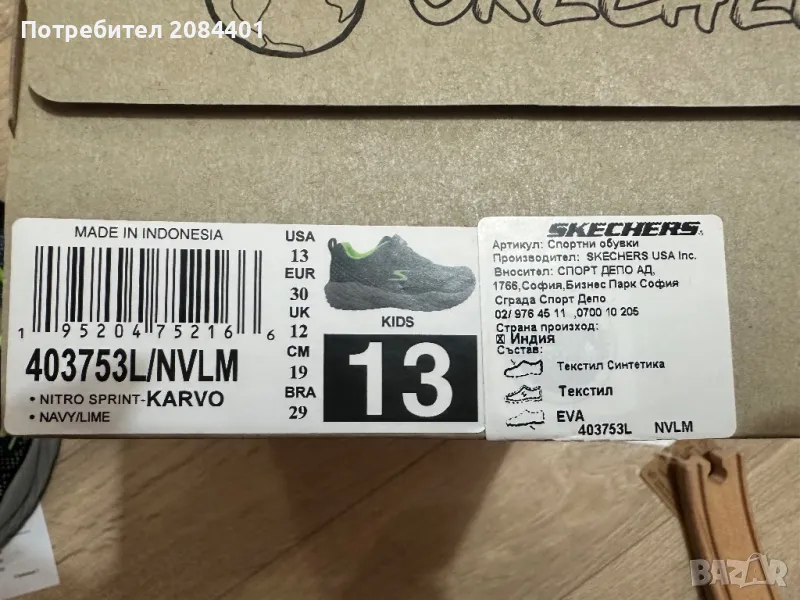 Потребител 2084401
SKECHERS
MADE IN INDONESIA
1 95204 75216 6
403753L/NVLM
• NITRO SPRINT-KARVO
• NAVY/LIME
USA
13
EUR
30
UK
12
CM
19
BRA
29
KIDS
13
SKECHERS
Артикул: Спортни обувки
Производител: SKECHERS USA Inc.
Вносител: СПОРТ ДЕПО АД,
1766,София,Бизнес Парк София
Сграда Спорт Депо
02/ 976 45 11 ,0700 10 205
Страна произход:
Индия
Състав:
Текстил Синтетика
Текстил
EVA
403753L NVLM
BAZAR